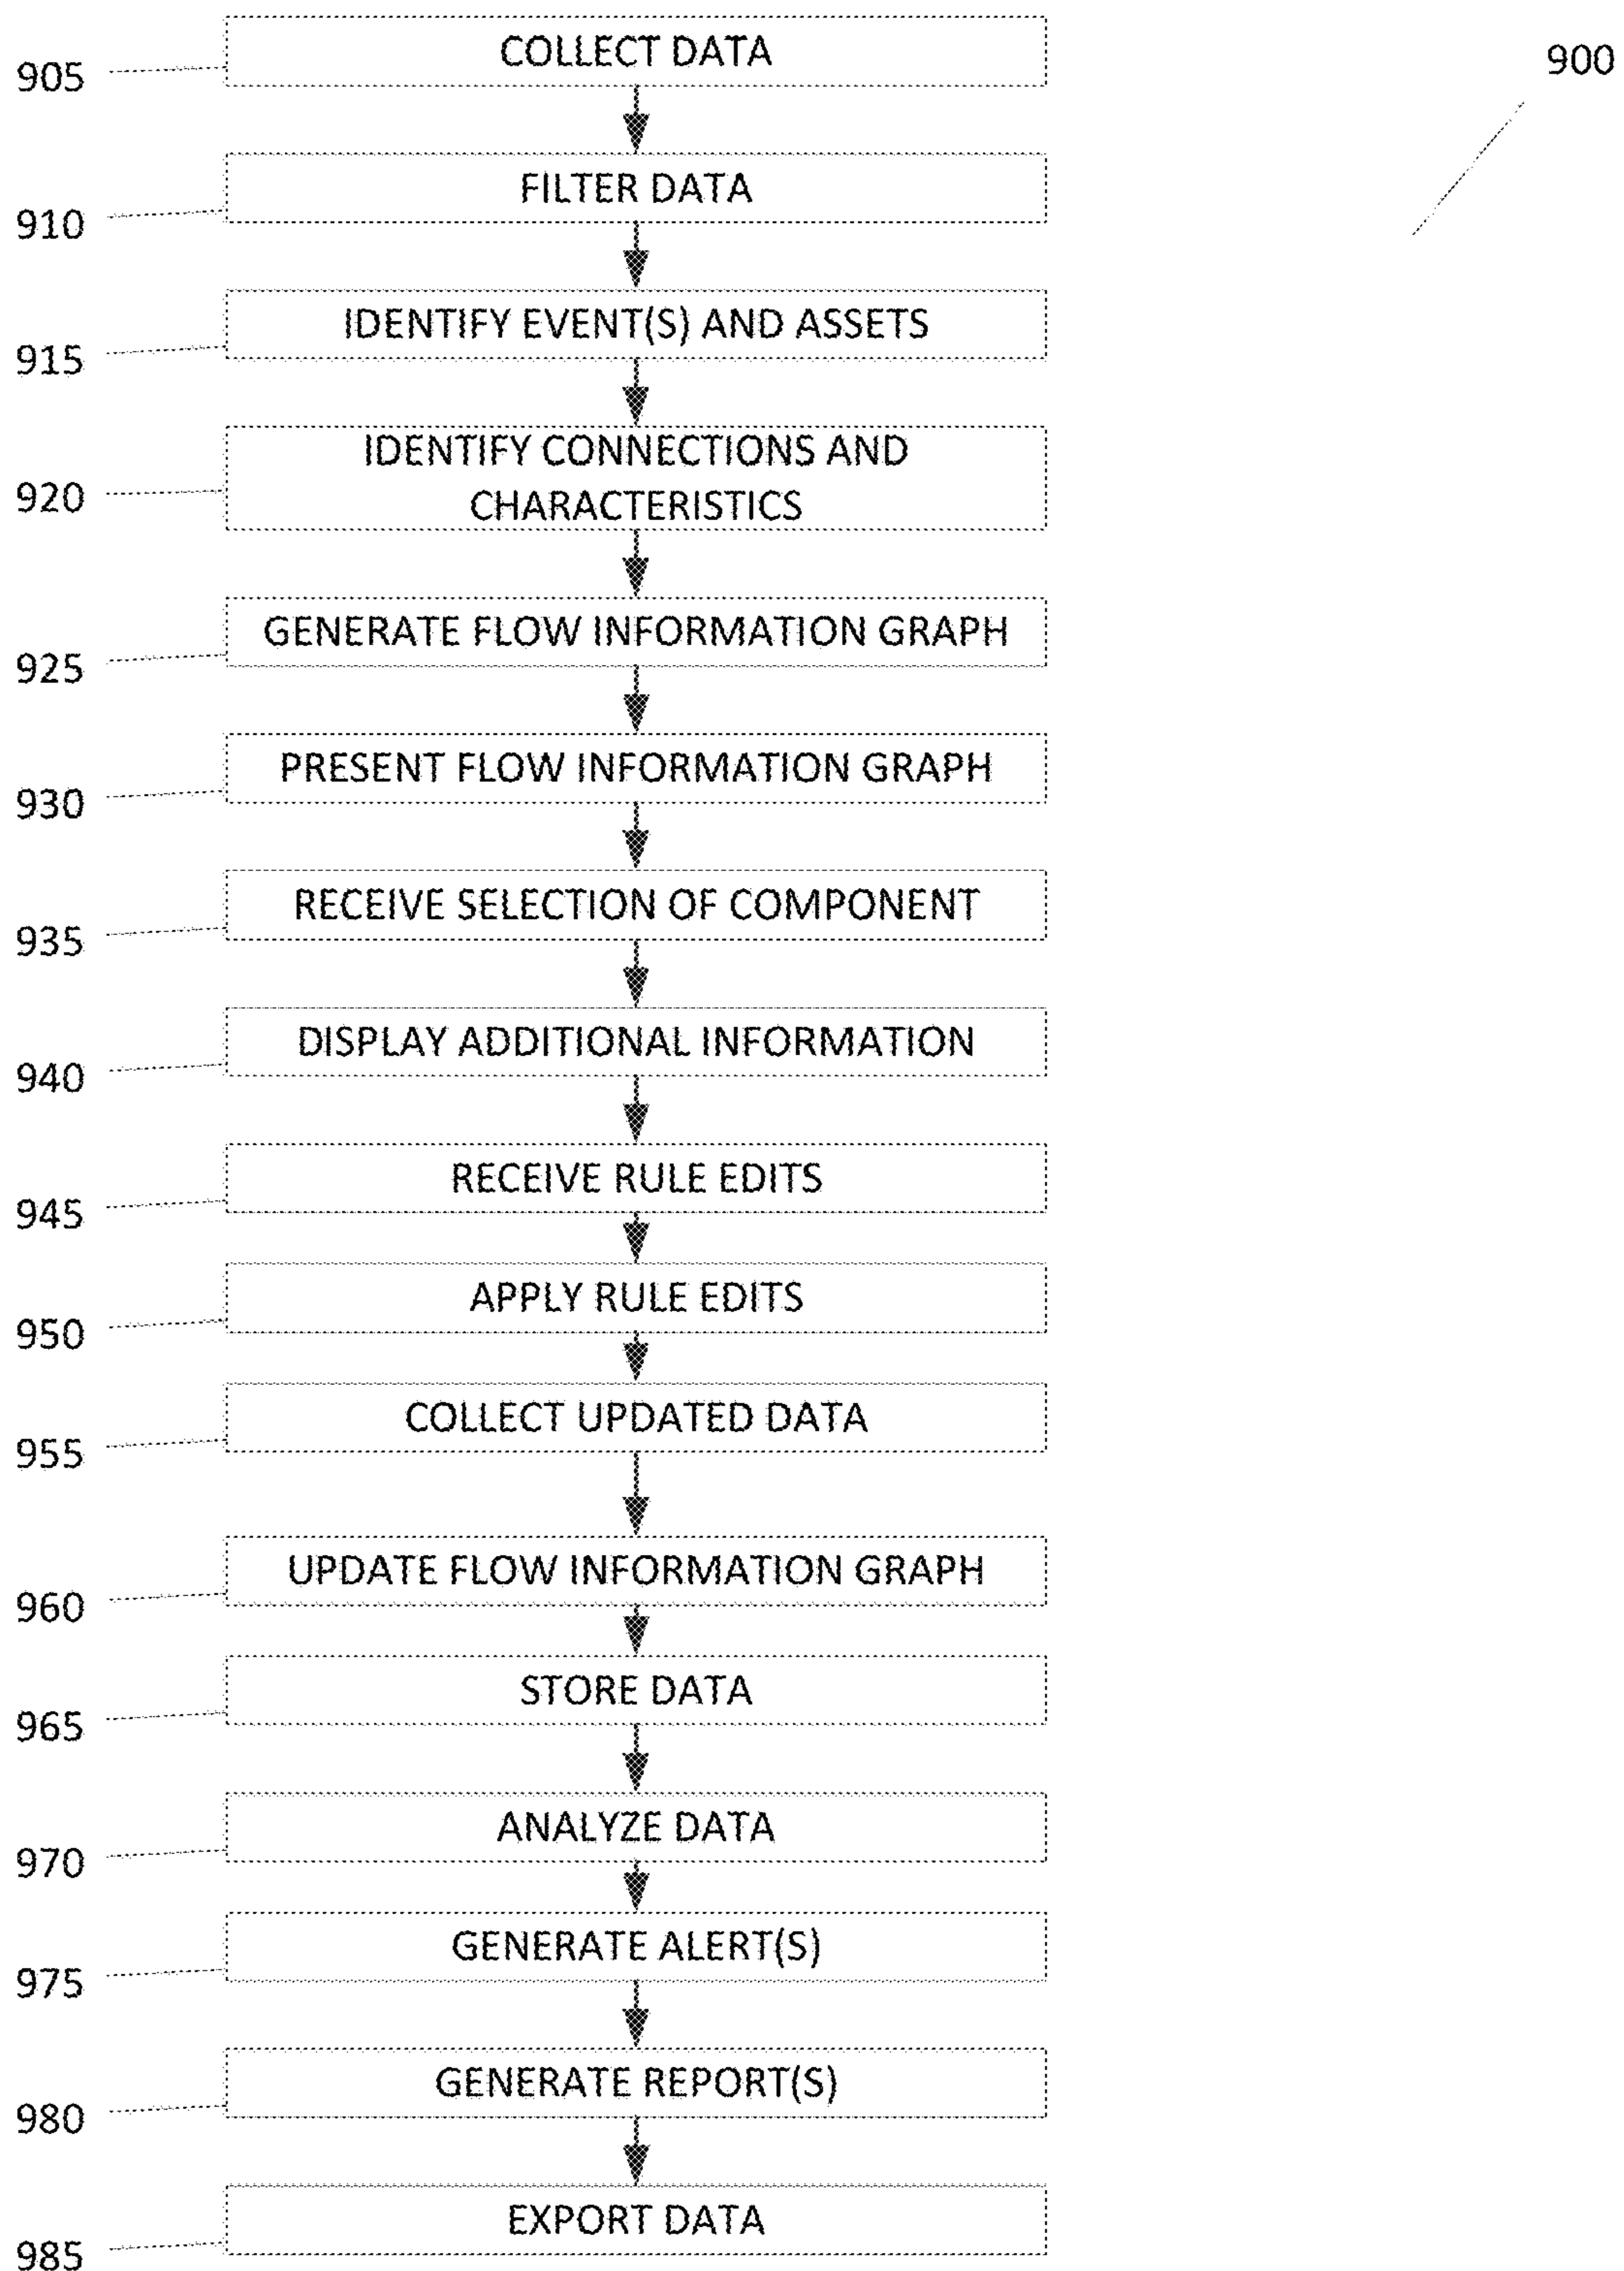 COLLECT DATA
900
905
FILTER DATA
910
IDENTIFY EVENT(S) AND ASSETS
915
IDENTIFY CONNECTIONS AND
CHARACTERISTICS
920
GENERATE FLOW INFORMATION GRAPH
925
PRESENT FLOW INFORMATION GRAPH
930
RECEIVE SELECTION OF COMPONENT
935
DISPLAY ADDITIONAL INFORMATION
940
RECEIVE RULE EDITS
945
APPLY RULE EDITS
950
COLLECT UPDATED DATA
955
UPDATE FLOW INFORMATION GRAPH
960
STORE DATA
965
ANALYZE DATA
970
GENERATE ALERT(S)
975
GENERATE REPORT(S)
980
EXPORT DATA
985